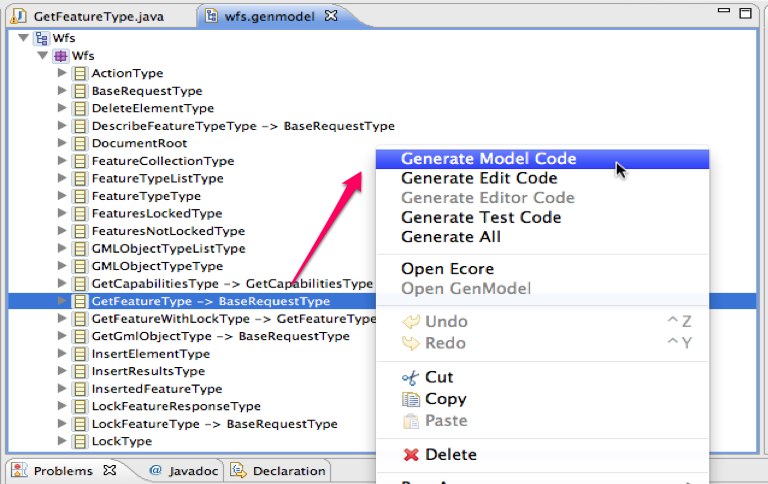 GetFeatureType.java
wfs.genmodel
Wfs
Wfs
ActionType
BaseRequestType
DeleteElementType
DescribeFeatureTypeType -> BaseRequestType
DocumentRoot
FeatureCollectionType
FeatureTypeListType
FeatureTypeType
FeaturesLockedType
FeaturesNotLockedType
GMLObjectTypeListType
GMLObjectTypeType
GetCapabilitiesType -> GetCapabilitiesType
GetFeatureType -> BaseRequestType
GetFeatureWithLockType -> GetFeatureType
GetGmlObjectType -> BaseRequestType
InsertElementType
InsertResultsType
InsertedFeatureType
LockFeatureResponseType
LockFeatureType -> BaseRequestType
LockType
Generate Model Code
Generate Edit Code
Generate Editor Code
Generate Test Code
Generate All
Open Ecore
Open GenModel
Undo ^Z
Redo ^Y
Cut
Copy
Paste
Delete
Problems
@ Javadoc
Declaration